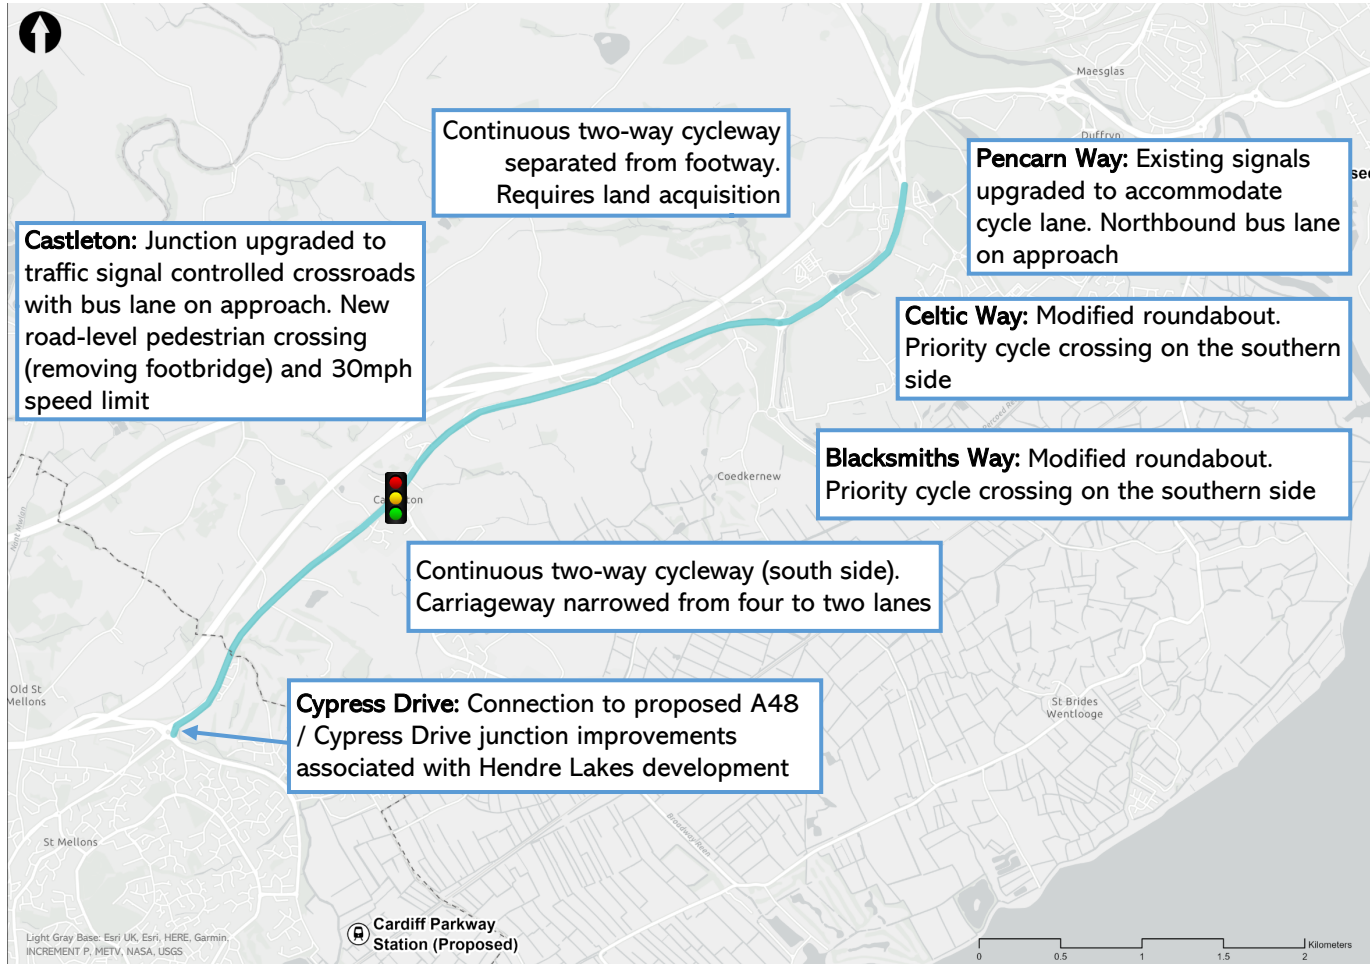 Maesglas
Duffryn
Continuous two-way cycleway
separated from footway.
Requires land acquisition
Pencarn Way: Existing signals
upgraded to accommodate
cycle lane. Northbound bus lane
on approach
Castleton: Junction upgraded to
traffic signal controlled crossroads
with bus lane on approach. New
road-level pedestrian crossing
(removing footbridge) and 30mph
speed limit
Celtic Way: Modified roundabout.
Priority cycle crossing on the southern
side
Blacksmiths Way: Modified roundabout.
Priority cycle crossing on the southern side
Coedkernew
Continuous two-way cycleway (south side).
Carriageway narrowed from four to two lanes
Old St
Mellons
Cypress Drive: Connection to proposed A48
/ Cypress Drive junction improvements
associated with Hendre Lakes development
St Brides
Wentlooge
Broadway Reen
St Mellons
Cardiff Parkway
Station (Proposed)
Light Gray Base: Esri UK, Esri, HERE, Garmin,
INCREMENT P, METV, NASA, USGS
Kilometers
0 0.5 1 1.5 2